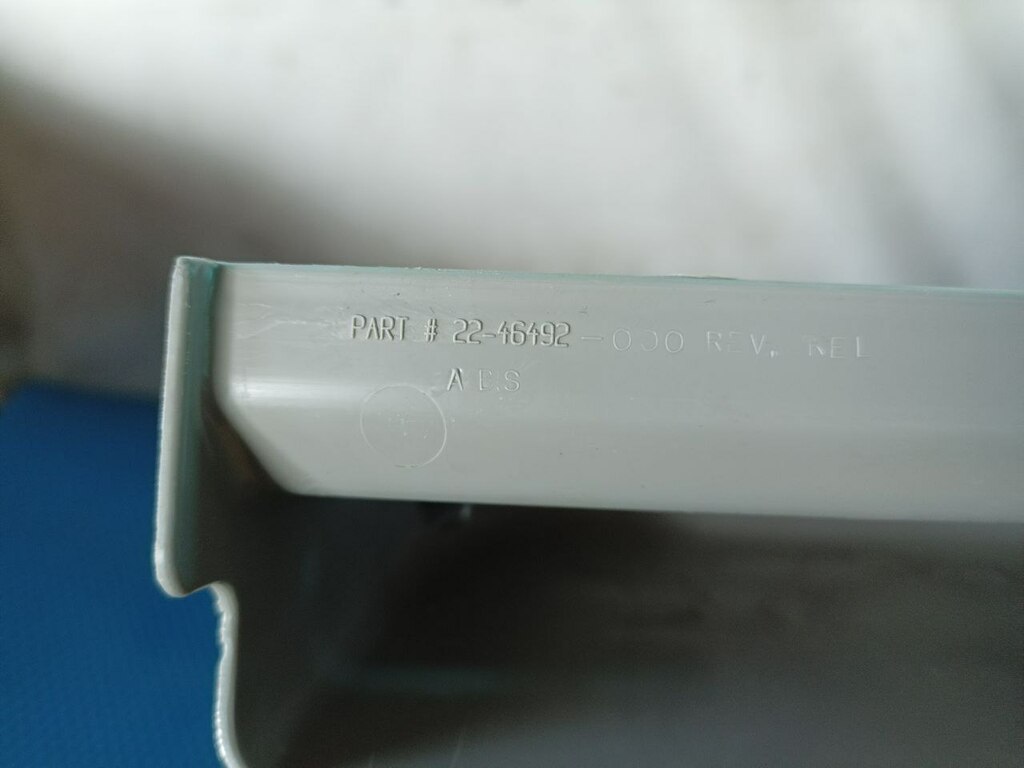 PART # 22-46492-000 REV. REL
ABS